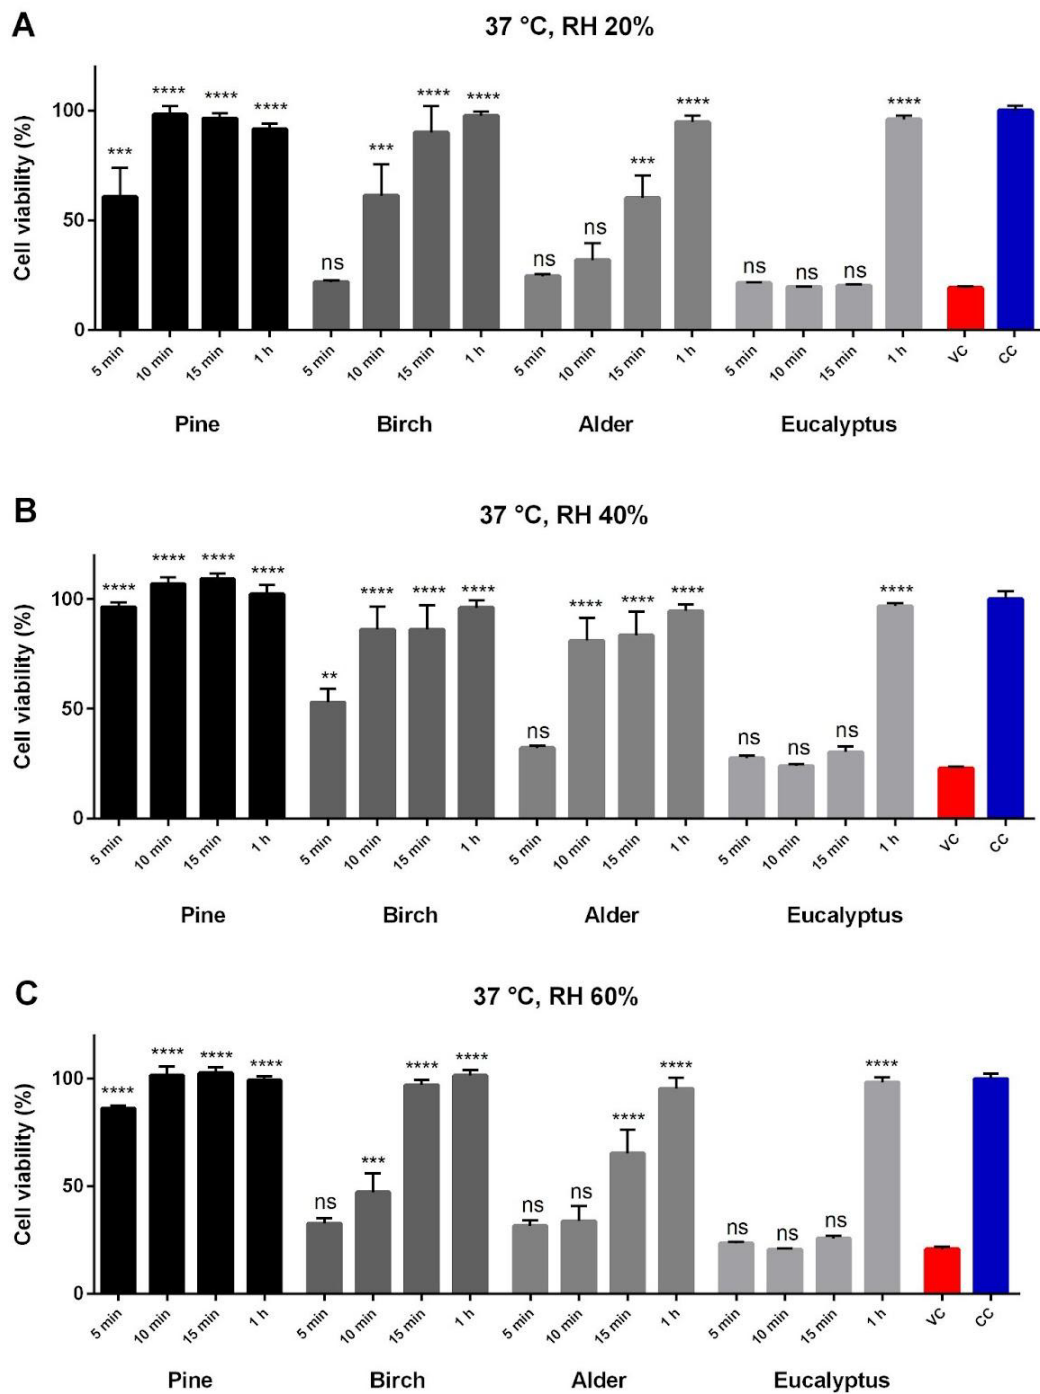 A
37 °C, RH 20%
**** **** **** **** **** **** ****
*** *** ***
ns ns ns ns ns ns
Cell viability (%)
100
50
0
5 min 10 min 15 min 1 h 5 min 10 min 15 min 1 h 5 min 10 min 15 min 1 h 5 min 10 min 15 min 1 h VC CC
Pine Birch Alder Eucalyptus
B
37 °C, RH 40%
**** **** **** **** **** **** **** **** **** **** ****
**
ns ns ns ns
Cell viability (%)
100
50
0
5 min 10 min 15 min 1 h 5 min 10 min 15 min 1 h 5 min 10 min 15 min 1 h 5 min 10 min 15 min 1 h VC CC
Pine Birch Alder Eucalyptus
C
37 °C, RH 60%
**** **** **** **** **** **** **** **** ****
***
ns ns ns ns ns ns
Cell viability (%)
100
50
0
5 min 10 min 15 min 1 h 5 min 10 min 15 min 1 h 5 min 10 min 15 min 1 h 5 min 10 min 15 min 1 h VC CC
Pine Birch Alder Eucalyptus